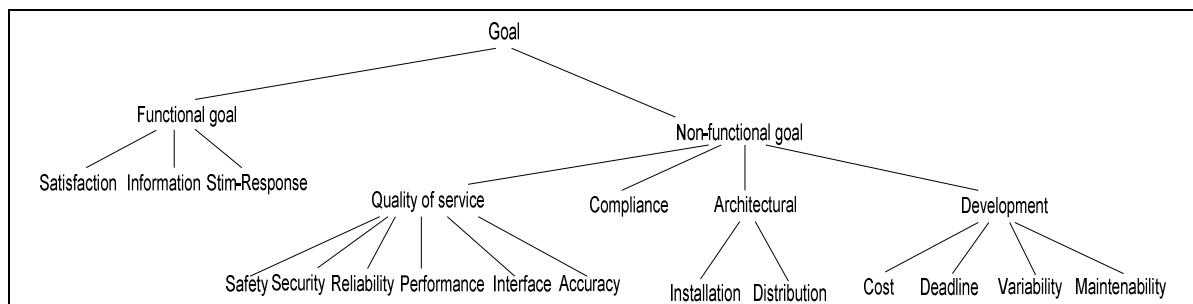 Goal
Functional goal
Non-functional goal
Satisfaction Information Stim-Response
Quality of service Compliance Architectural Development
Safety Security Reliability Performance Interface Accuracy
Installation Distribution
Cost Deadline Variability Maintenability